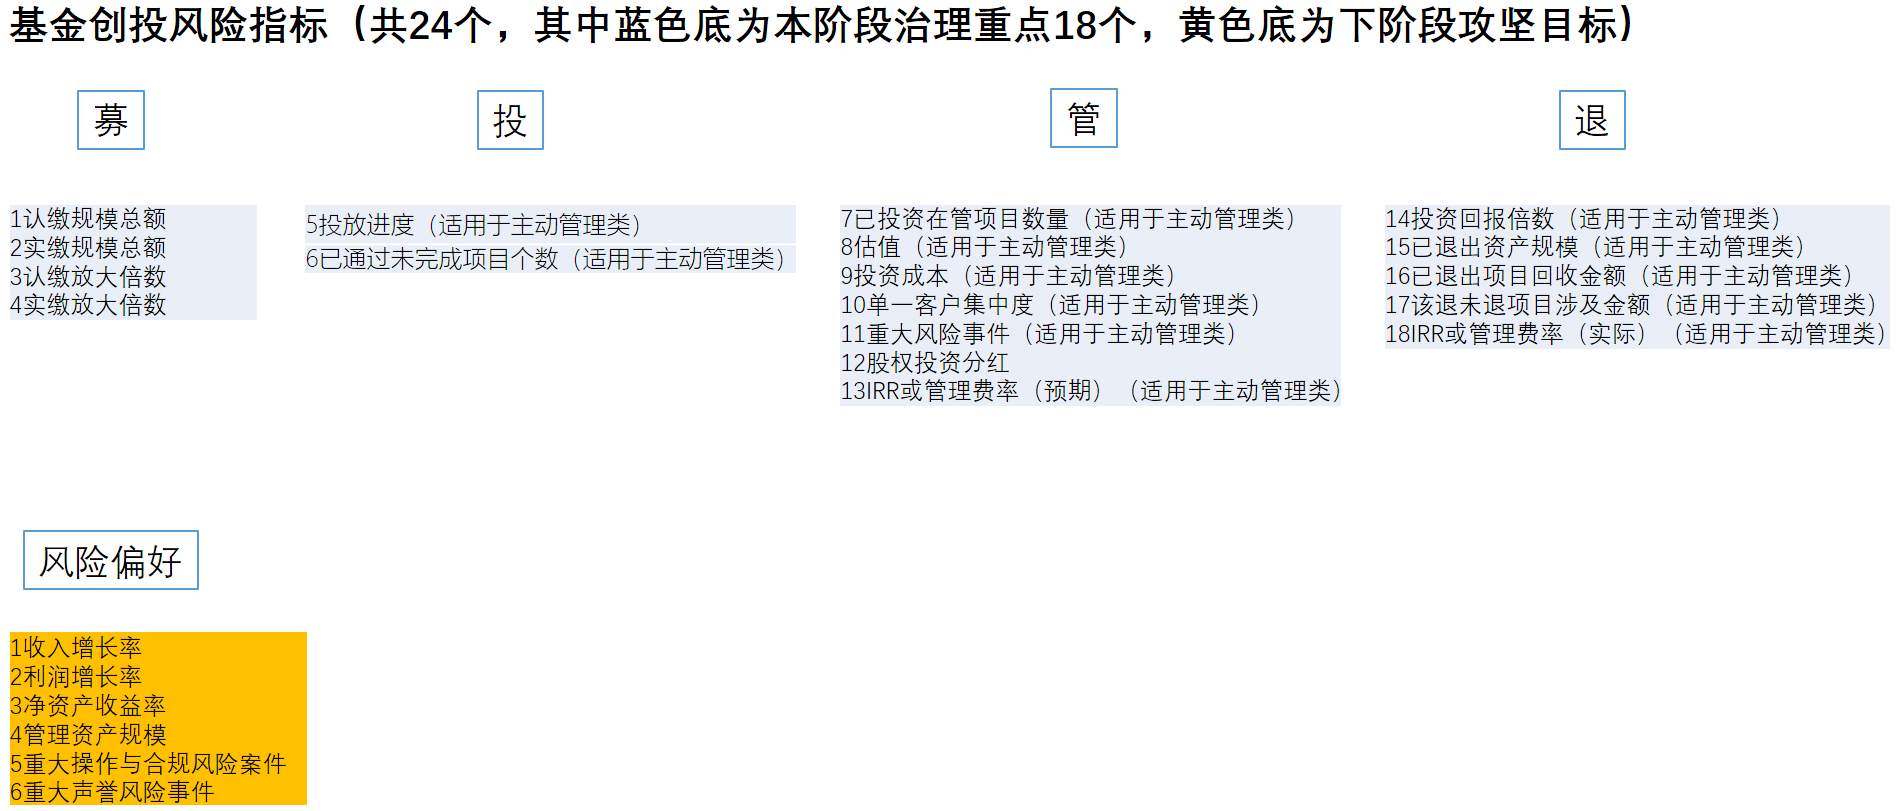 基金创投风险指标（共24个，其中蓝色底为本阶段治理重点18个，黄色底为下阶段攻坚目标）
募
1认缴规模总额
2实缴规模总额
3认缴放大倍数
4实缴放大倍数
投
5投放进度（适用于主动管理类）
6已通过未完成项目个数（适用于主动管理类）
管
7已投资在管项目数量（适用于主动管理类）
8估值（适用于主动管理类）
9投资成本（适用于主动管理类）
10单一客户集中度（适用于主动管理类）
11重大风险事件（适用于主动管理类）
12股权投资分红
13IRR或管理费率（预期）（适用于主动管理类）
退
14投资回报倍数（适用于主动管理类）
15已退出资产规模（适用于主动管理类）
16已退出项目回收金额（适用于主动管理类）
17该退未退项目涉及金额（适用于主动管理类）
18IRR或管理费率（实际）（适用于主动管理类）
风险偏好
1收入增长率
2利润增长率
3净资产收益率
4管理资产规模
5重大操作与合规风险案件
6重大声誉风险事件